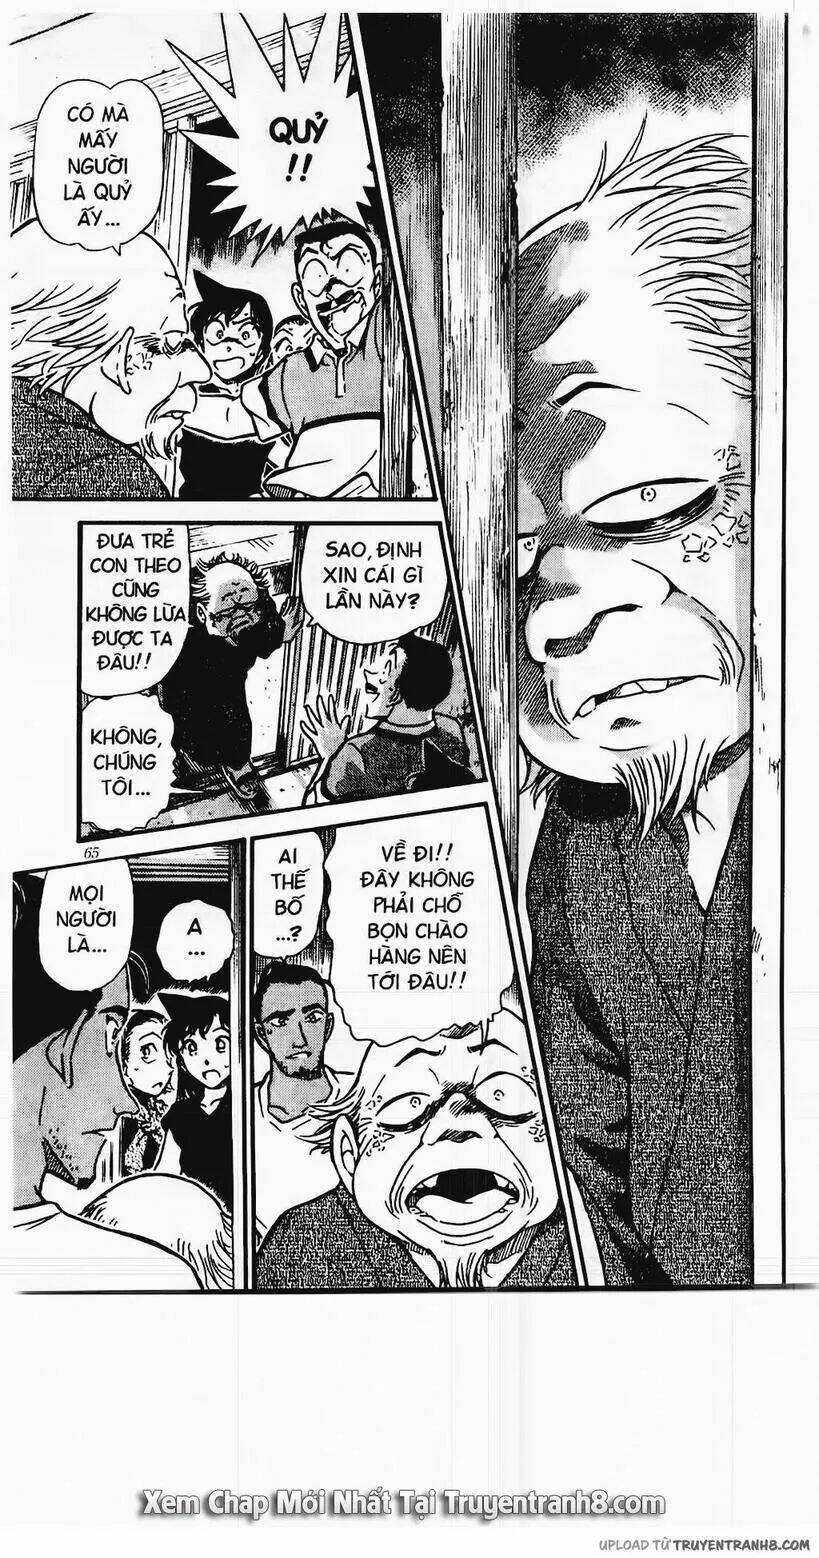 QUỶ
!!
CÓ MÀ
MẤY
NGƯỜI
LÀ QUỶ
ẤY...
SAO, ĐỊNH
XIN CÁI GÌ
LẦN NÀY?
ĐƯA TRẺ
CON THEO
CŨNG
KHÔNG LỪA
ĐƯỢC TA
ĐÂU!!
KHÔNG,
CHÚNG
TÔI...
65
VỀ ĐI!!
ĐÂY KHÔNG
PHẢI CHỖ
BỌN CHÀO
HÀNG NÊN
TỚI ĐÂU!!
AI
THẾ
BỐ
...?
A
...
MỌI
NGƯỜI
LÀ...
Xem Chap Mới Nhất Tại Truyentranh8.com
UPLOAD TỪ TRUYENTRANH8.COM